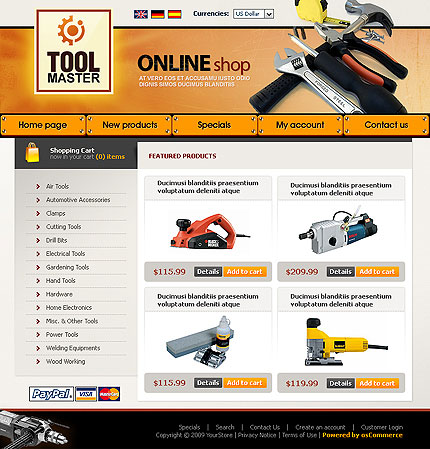 Currencies: US Dollar
TOOL
MASTER
ONLINE shop
AT VERO EOS ET ACCUSAMU IUSTO ODIO
DIGNIS SIMOS DUCIMUS BLANDITIIS
Home page
New products
Specials
My account
Contact us
Shopping Cart
now in your cart (0) items
Air Tools
Automotive Accessories
Clamps
Cutting Tools
Drill Bits
Electrical Tools
Gardening Tools
Hand Tools
Hardware
Home Electronics
Misc. & Other Tools
Power Tools
Welding Equipments
Wood Working
PayPal VISA MasterCard
FEATURED PRODUCTS
Ducimusi blanditiis praesentium
voluptatum deleniti atque
BLACK & DECKER
$115.99 Details Add to cart
Ducimusi blanditiis praesentium
voluptatum deleniti atque
$209.99 Details Add to cart
Ducimusi blanditiis praesentium
voluptatum deleniti atque
$115.99 Details Add to cart
Ducimusi blanditiis praesentium
voluptatum deleniti atque
DEWALT
$119.99 Details Add to cart
Specials | Search | Contact Us | Create an account | Customer Login
Copyright © 2009 YourStore | Privacy Notice | Terms of Use | Powered by osCommerce